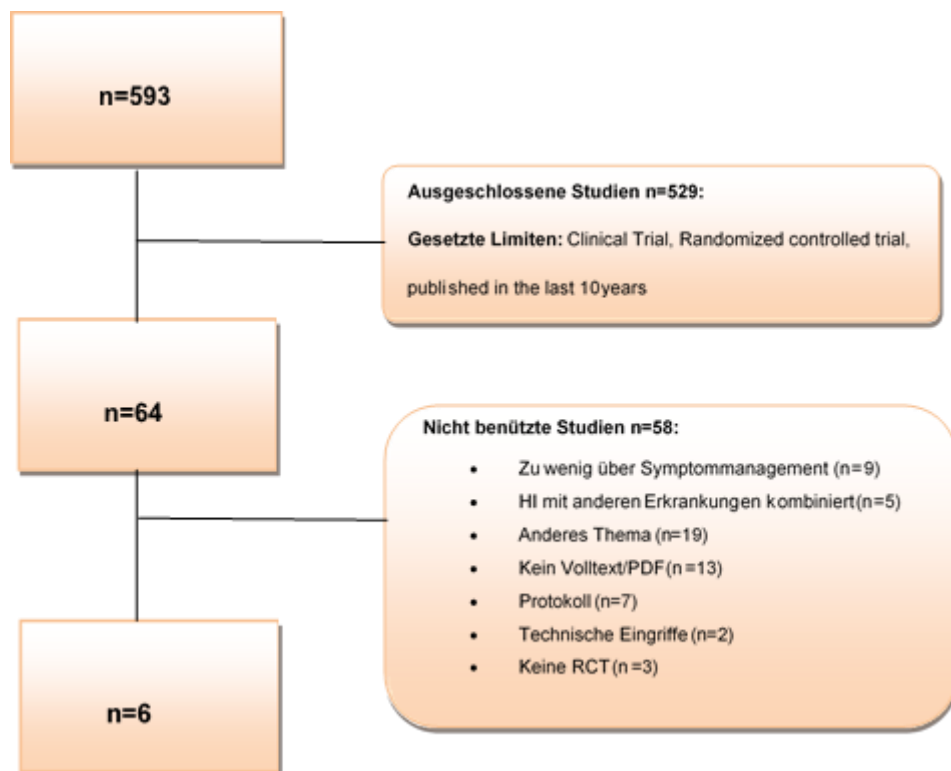 n=593
Ausgeschlossene Studien n=529:
Gesetzte Limiten: Clinical Trial, Randomized controlled trial,
published in the last 10years
n=64
Nicht benützte Studien n=58:
• Zu wenig über Symptommanagement (n=9)
• HI mit anderen Erkrankungen kombiniert(n=5)
• Anderes Thema (n=19)
• Kein Volltext/PDF(n=13)
• Protokoll (n=7)
• Technische Eingriffe (n=2)
• Keine RCT (n=3)
n=6